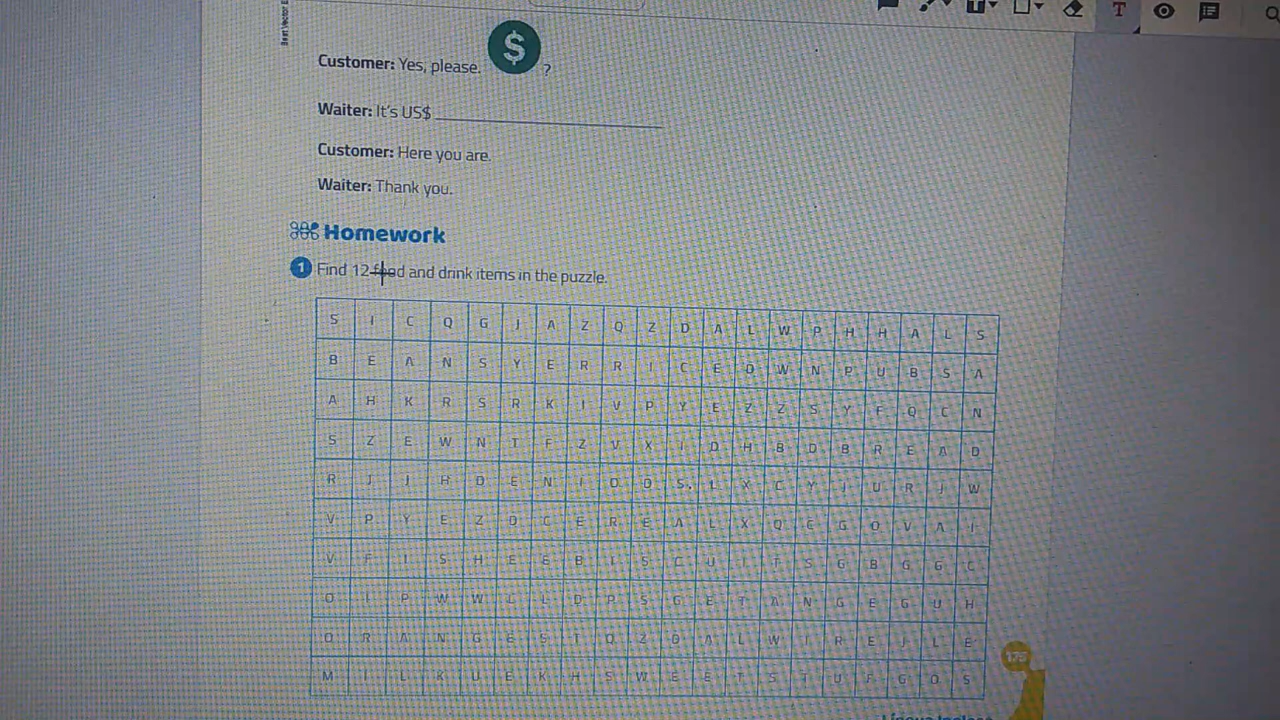 Customer: Yes, please. $ ?
Waiter: It's US$
Customer: Here you are.
Waiter: Thank you.
Homework
1 Find 12 food and drink items in the puzzle.
S I C Q G J A Z Q Z D A L W P H H A L S
B E A N S Y E R R I C E D W N P U B S A
A H K R S R K I V P Y E Z Z S Y F Q C N
S Z E W N T F Z V X I D H B D B R E A D
R J J H D E N I O D S L X C Y J U R J W
V P Y E Z D C E R E A L X Q E G O V A I
V F I S H E E B I S C U I T S G B G G C
O I P W W L L D P S G E T A N G E G U H
O R A N G E S T Q Z B A L W I R E J L E
M I L K U E K H S W E E T S T U F G O S
175